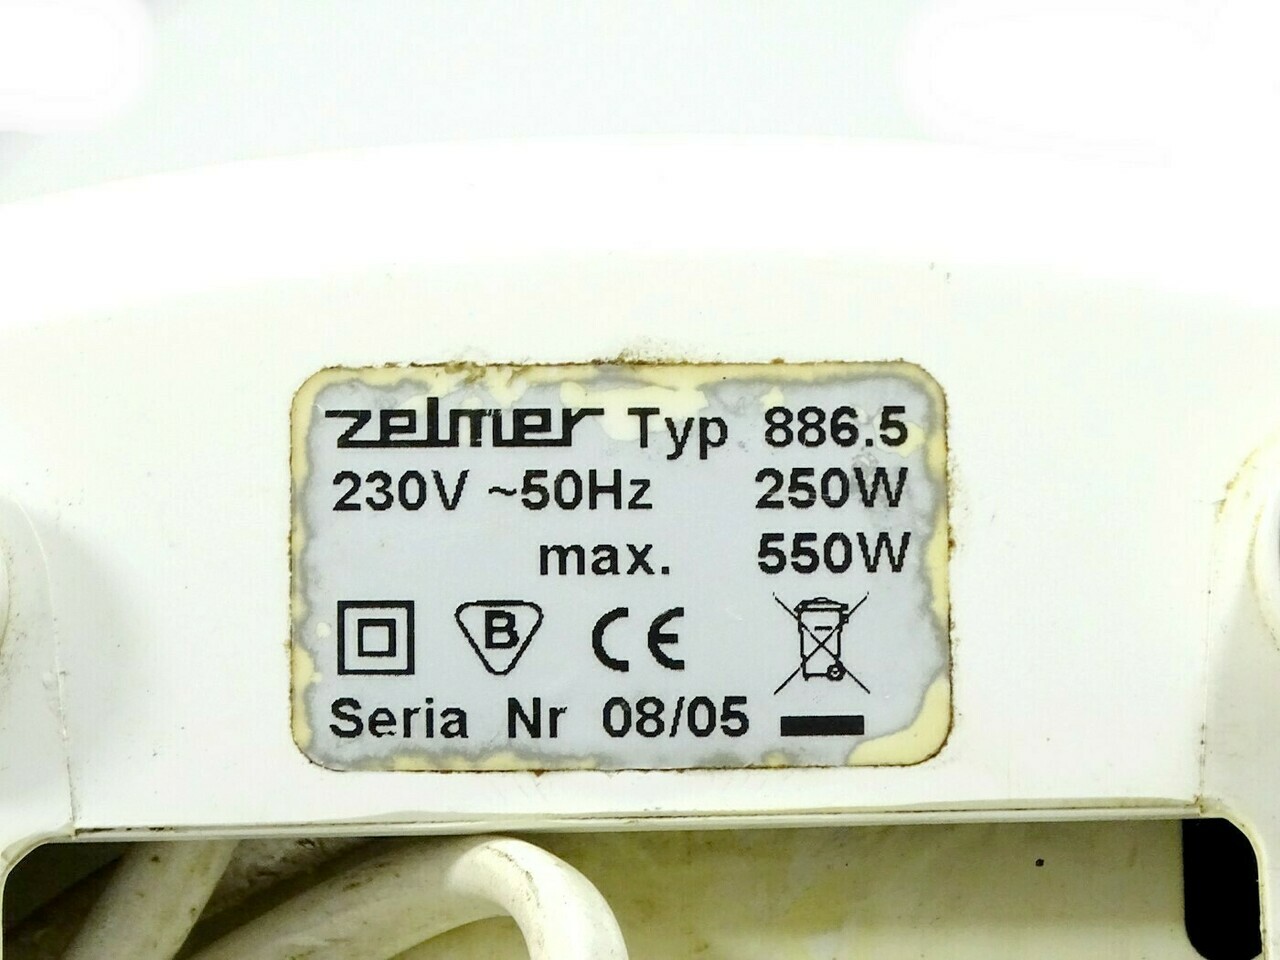 zelmer Typ 886.5
230V ~50Hz 250W
max. 550W
B CE
Seria Nr 08/05